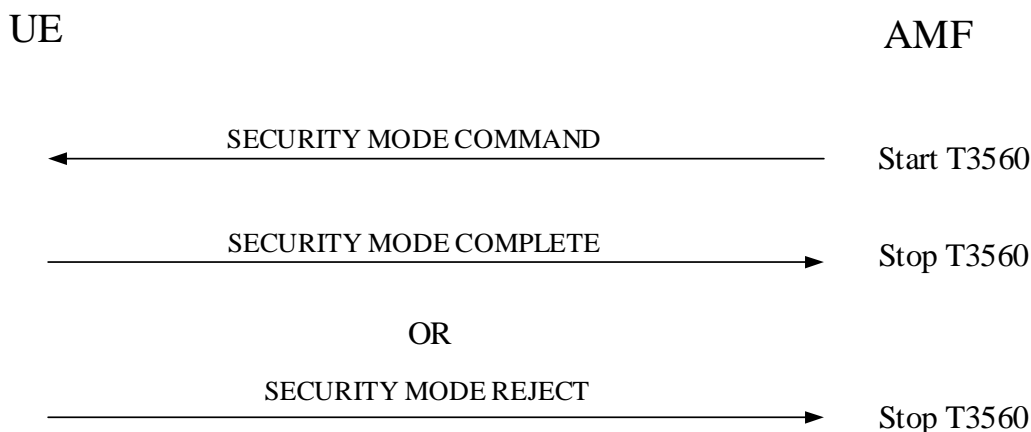 UE
AMF
SECURITY MODE COMMAND
Start T3560
SECURITY MODE COMPLETE
Stop T3560
OR
SECURITY MODE REJECT
Stop T3560